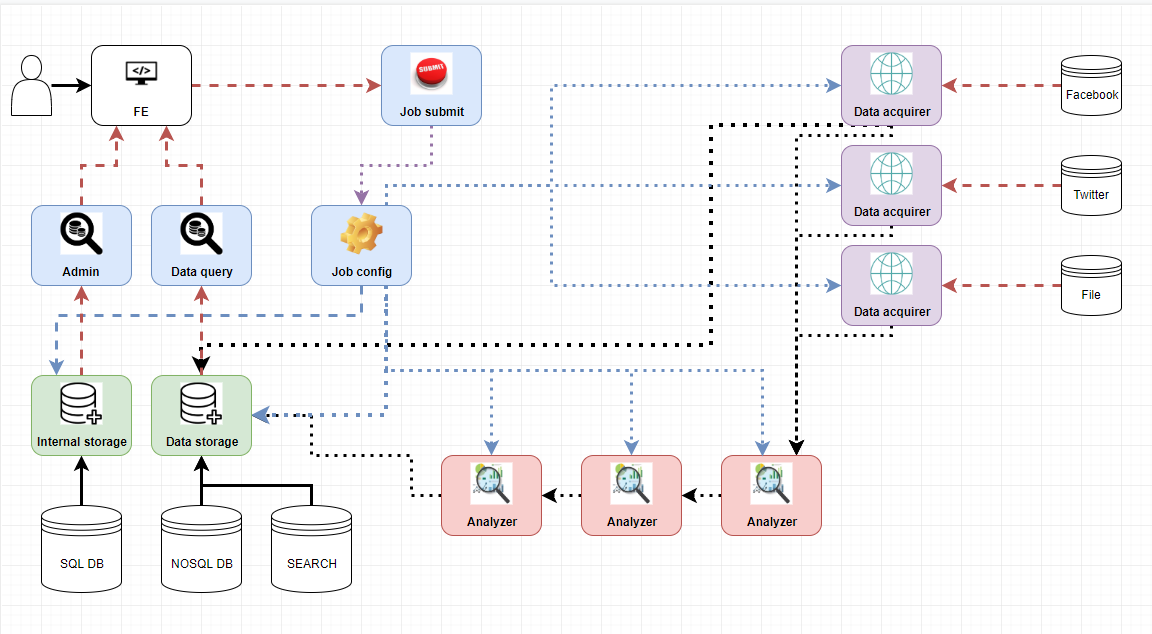 </>
FE
SUBMIT
Job submit
Data acquirer
Facebook
Data acquirer
Twitter
Admin
Data query
Job config
Data acquirer
File
Internal storage
Data storage
Analyzer
Analyzer
Analyzer
SQL DB
NOSQL DB
SEARCH